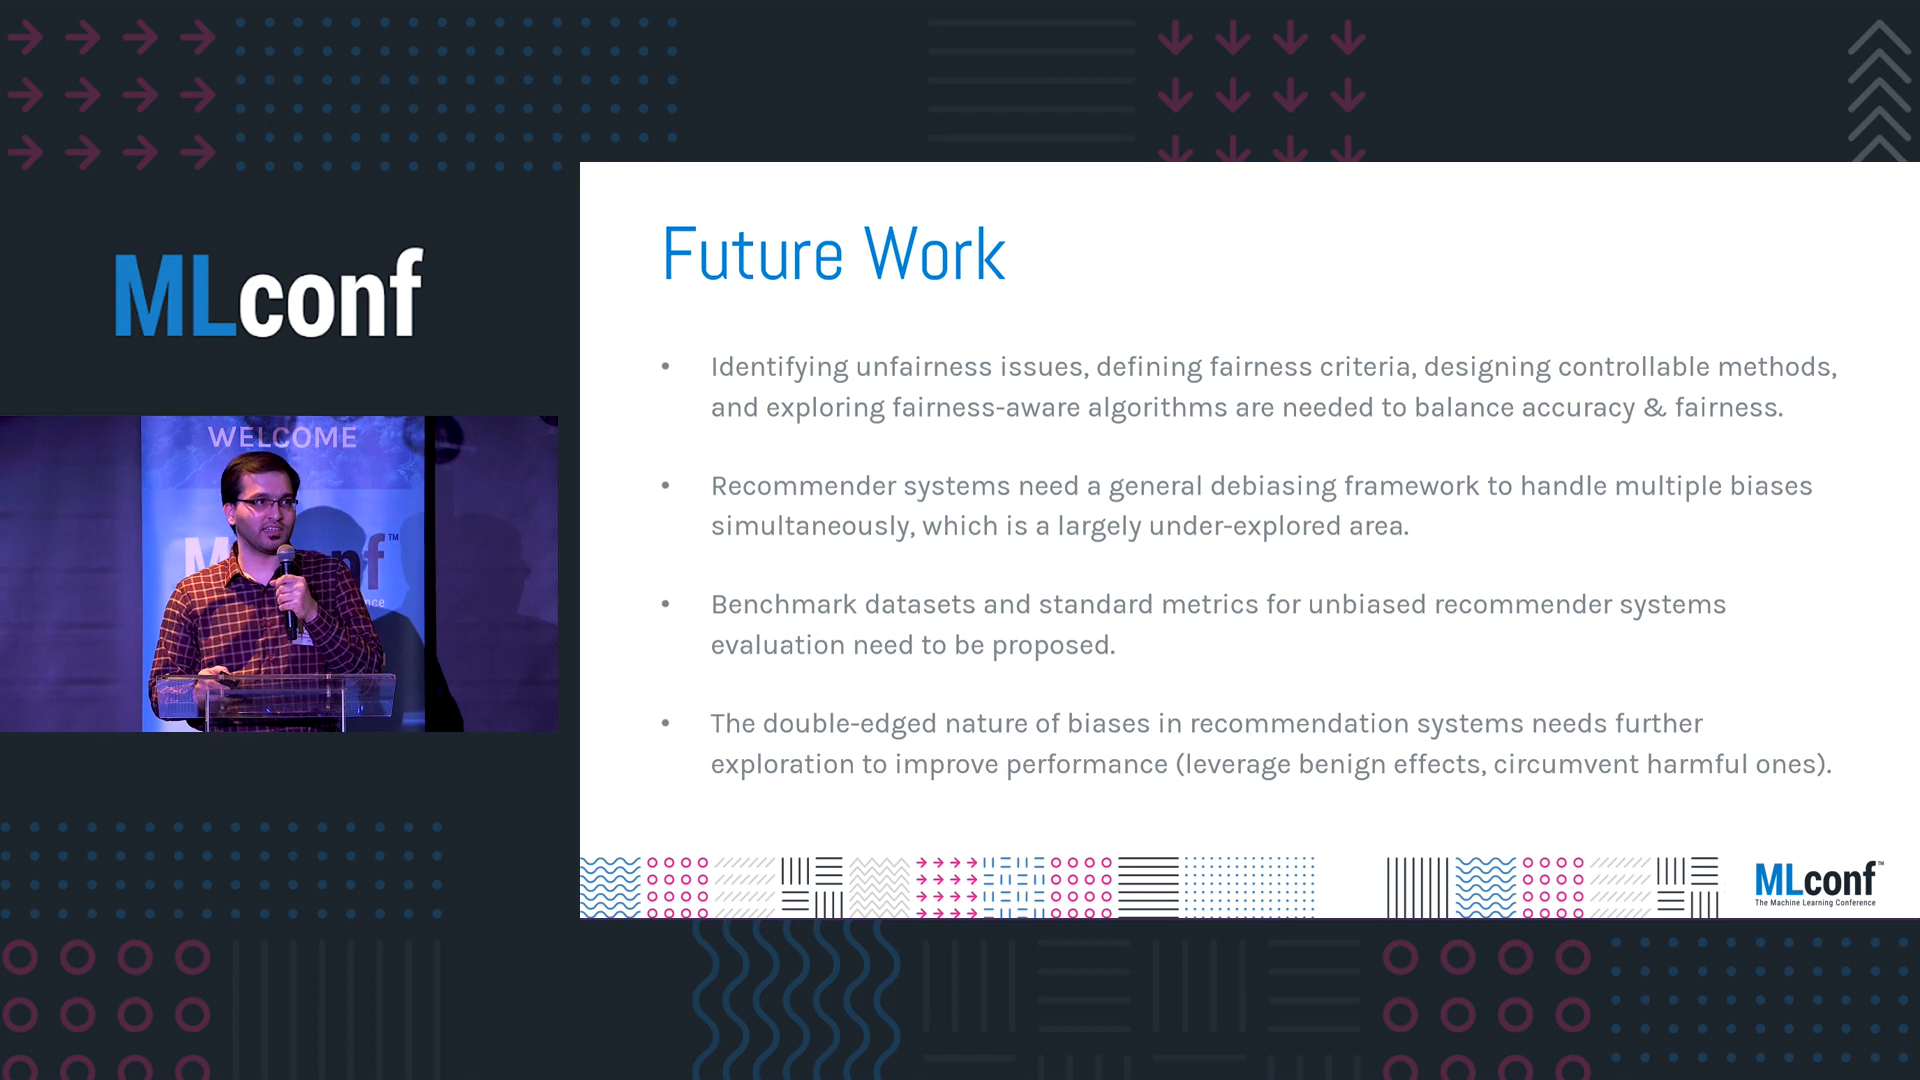 MLconf
WELCOME
Future Work
• Identifying unfairness issues, defining fairness criteria, designing controllable methods,
and exploring fairness-aware algorithms are needed to balance accuracy & fairness.
• Recommender systems need a general debiasing framework to handle multiple biases
simultaneously, which is a largely under-explored area.
• Benchmark datasets and standard metrics for unbiased recommender systems
evaluation need to be proposed.
• The double-edged nature of biases in recommendation systems needs further
exploration to improve performance (leverage benign effects, circumvent harmful ones).
MLconf™
The Machine Learning Conference